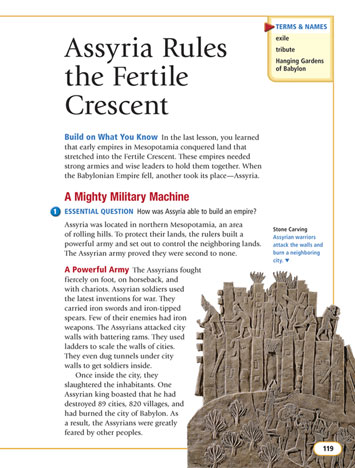 TERMS & NAMES
exile
tribute
Hanging Gardens
of Babylon
Assyria Rules
the Fertile
Crescent
Build on What You Know In the last lesson, you learned
that early empires in Mesopotamia conquered land that
stretched into the Fertile Crescent. These empires needed
strong armies and wise leaders to hold them together. When
the Babylonian Empire fell, another took its place—Assyria.
A Mighty Military Machine
1 ESSENTIAL QUESTION How was Assyria able to build an empire?
Assyria was located in northern Mesopotamia, an area
of rolling hills. To protect their lands, the rulers built a
powerful army and set out to control the neighboring lands.
The Assyrian army proved they were second to none.
A Powerful Army The Assyrians fought
fiercely on foot, on horseback, and
with chariots. Assyrian soldiers used
the latest inventions for war. They
carried iron swords and iron-tipped
spears. Few of their enemies had iron
weapons. The Assyrians attacked city
walls with battering rams. They used
ladders to scale the walls of cities.
They even dug tunnels under city
walls to get soldiers inside.
Once inside the city, they
slaughtered the inhabitants. One
Assyrian king boasted that he had
destroyed 89 cities, 820 villages, and
had burned the city of Babylon. As
a result, the Assyrians were greatly
feared by other peoples.
Stone Carving
Assyrian warriors
attack the walls and
burn a neighboring
city. ▼
119